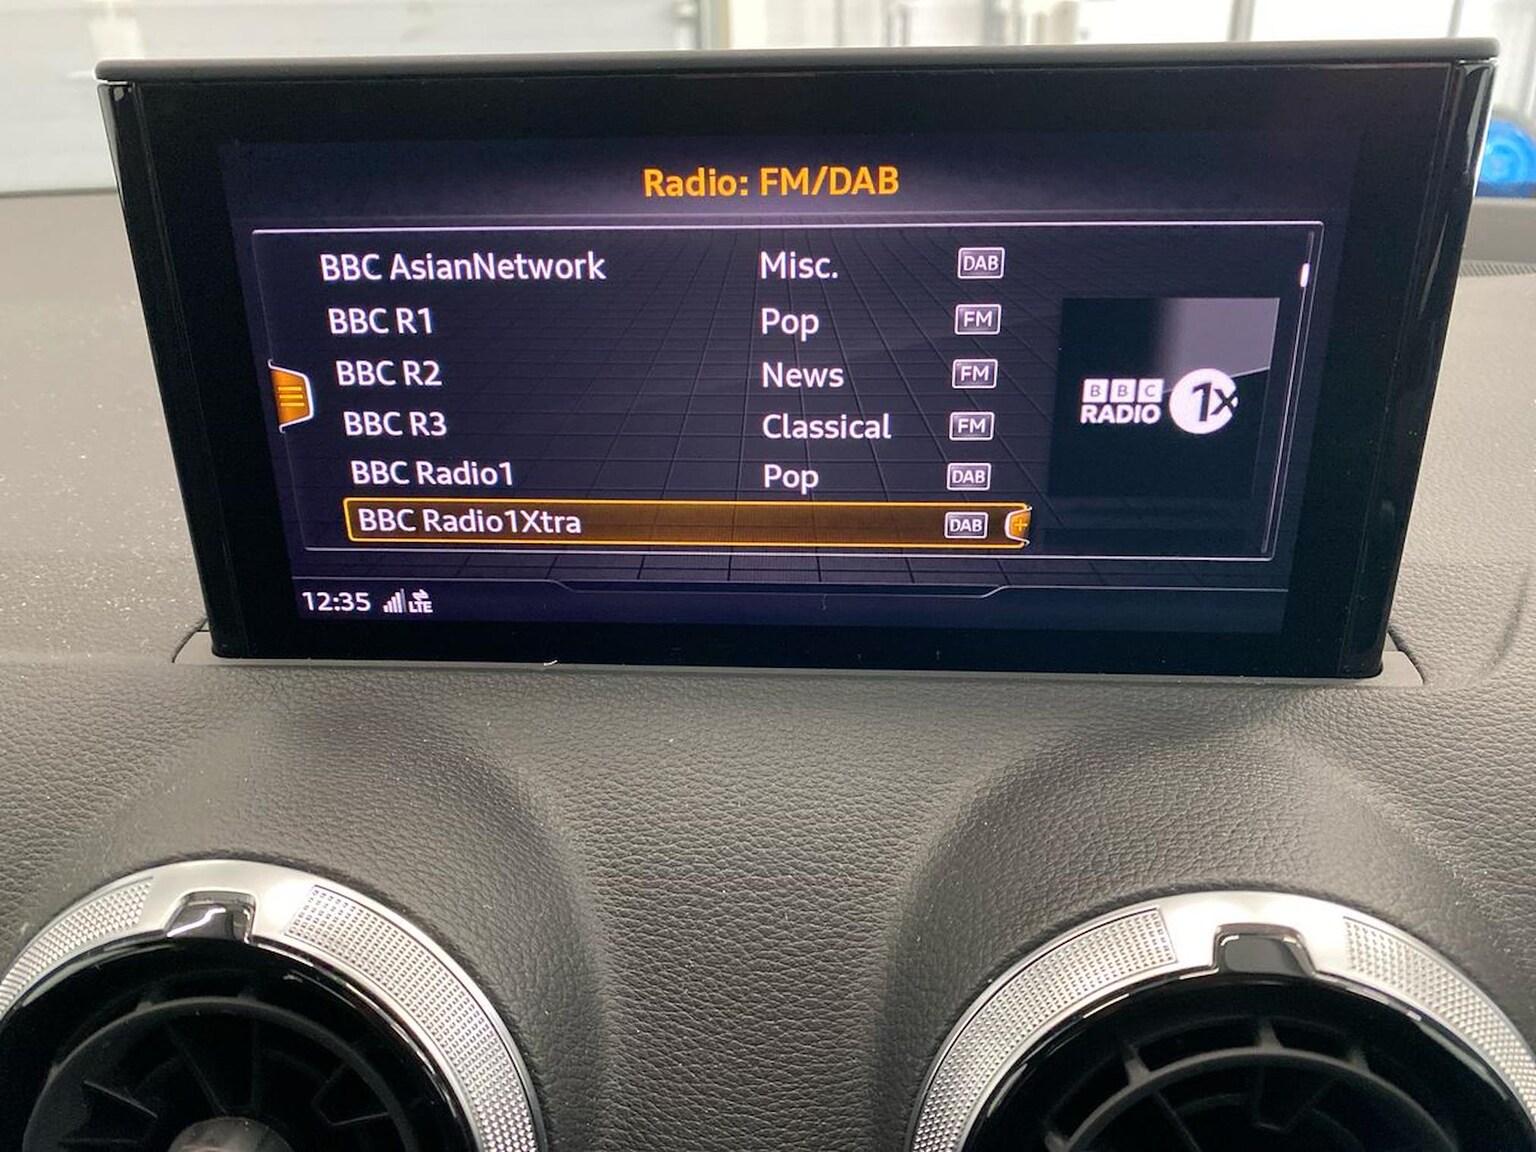 Radio: FM/DAB
BBC AsianNetwork Misc. DAB
BBC R1 Pop FM
BBC R2 News FM
BBC R3 Classical FM
BBC Radio1 Pop DAB
BBC Radio1Xtra DAB
BBC
RADIO 1X
12:35 LTE